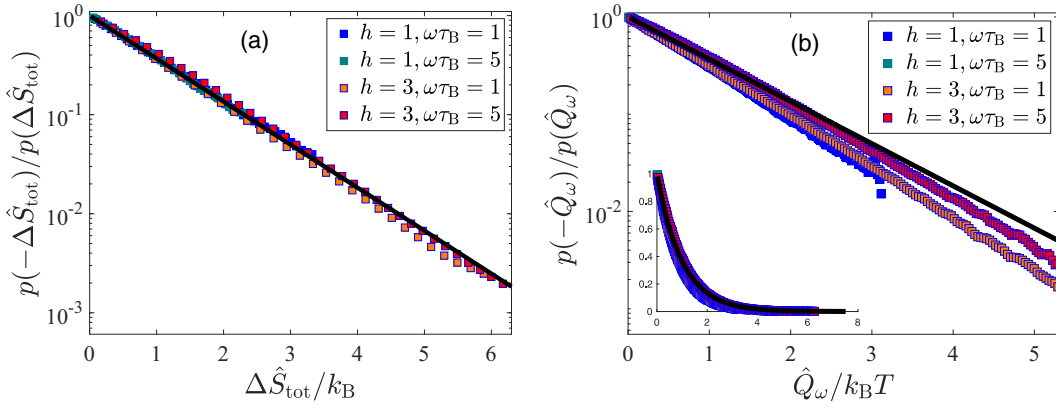 (a)
h = 1, ωτ_B = 1
h = 1, ωτ_B = 5
h = 3, ωτ_B = 1
h = 3, ωτ_B = 5
10^0
10^-1
10^-2
10^-3
p(−ΔŜ_tot)/p(ΔŜ_tot)
0 1 2 3 4 5 6
ΔŜ_tot/k_B
(b)
h = 1, ωτ_B = 1
h = 1, ωτ_B = 5
h = 3, ωτ_B = 1
h = 3, ωτ_B = 5
10^0
10^-2
p(−Q̂_ω)/p(Q̂_ω)
1
0.8
0.6
0.4
0.2
0
0 2 4 6 8
0 1 2 3 4 5
Q̂_ω/k_BT